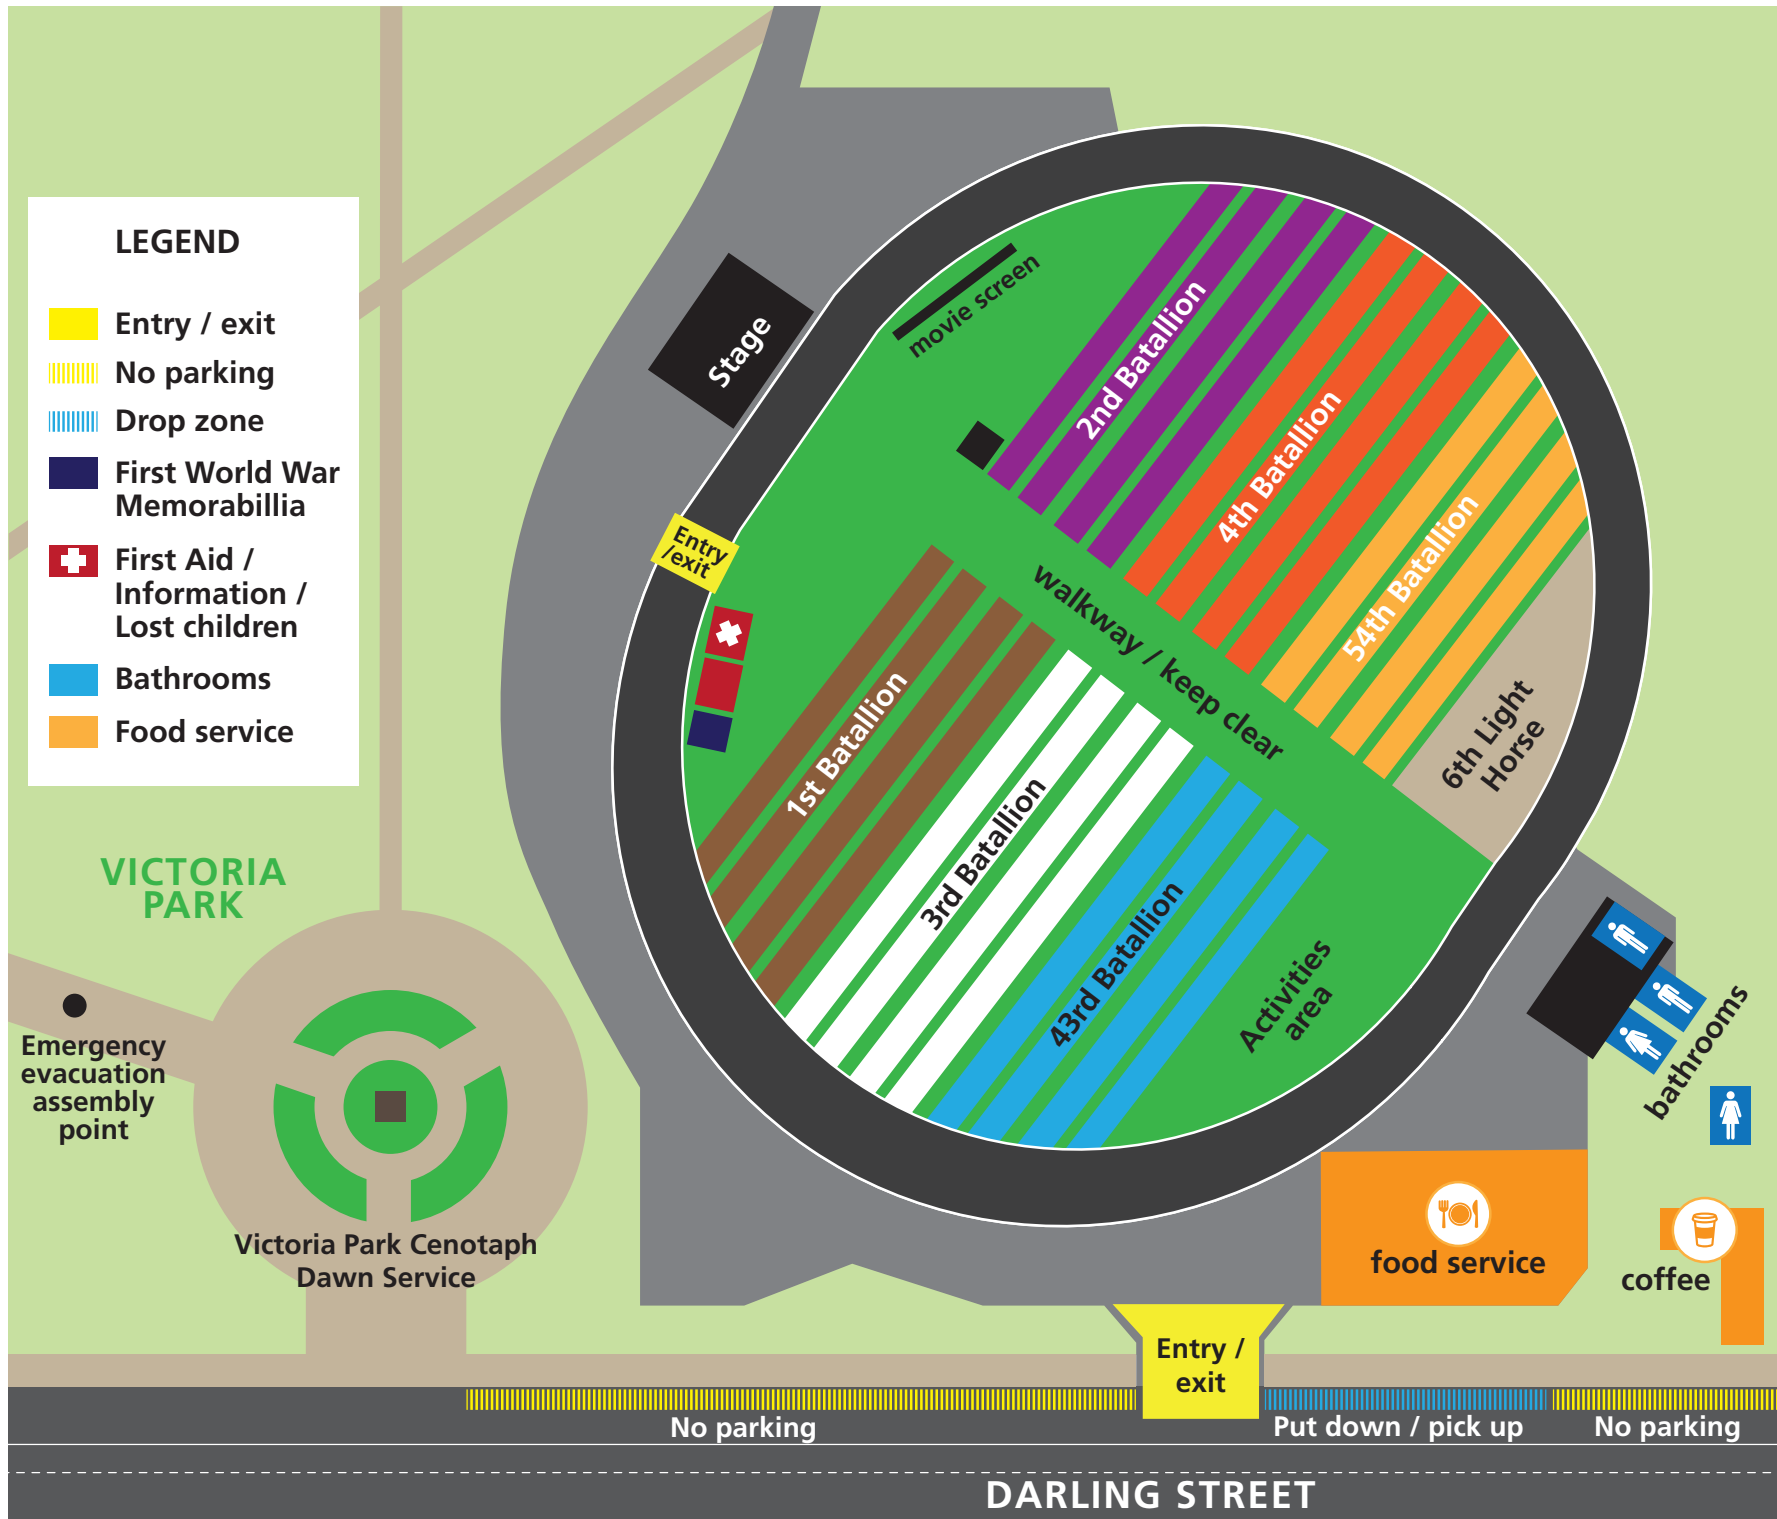 LEGEND
Entry / exit
No parking
Drop zone
First World War
Memorabillia
First Aid /
Information /
Lost children
Bathrooms
Food service
VICTORIA
PARK
Emergency
evacuation
assembly
point
Victoria Park Cenotaph
Dawn Service
Stage
movie screen
Entry
/exit
2nd Batallion
4th Batallion
54th Batallion
6th Light
Horse
walkway / keep clear
1st Batallion
3rd Batallion
43rd Batallion
Activities
area
bathrooms
food service
coffee
Entry /
exit
No parking
Put down / pick up
No parking
DARLING STREET